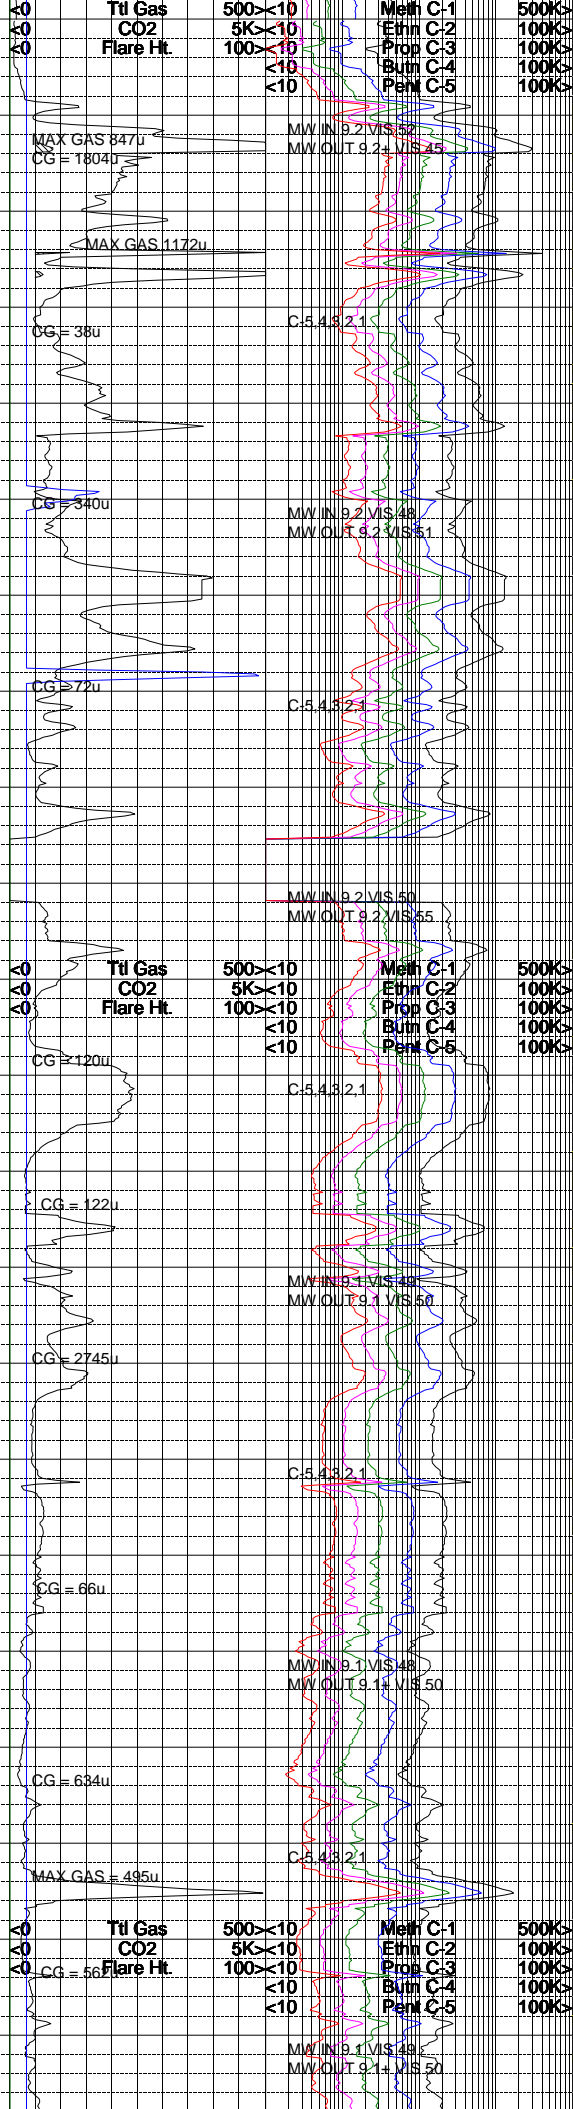 <0 Ttl Gas 500><10 Meth C-1 500K>
<0 CO2 5K><10 Ethn C-2 100K>
<0 Flare Ht. 100><10 Prop C-3 100K>
<10 Butn C-4 100K>
<10 Pent C-5 100K>
MW IN 9.2 VIS 52
MAX GAS 847u
MW OUT 9.2+ VIS 45
CG = 1804u
MAX GAS 1172u
C-5,4,3,2,1
CG = 38u
CG = 340u
MW IN 9.2 VIS 48
MW OUT 9.2 VIS 51
CG = 72u
C-5,4,3,2,1
MW IN 9.2 VIS 50
MW OUT 9.2 VIS 55
<0 Ttl Gas 500><10 Meth C-1 500K>
<0 CO2 5K><10 Ethn C-2 100K>
<0 Flare Ht. 100><10 Prop C-3 100K>
<10 Butn C-4 100K>
<10 Pent C-5 100K>
CG = 120u
C-5,4,3,2,1
CG = 122u
MW IN 9.1 VIS 49
MW OUT 9.1 VIS 50
CG = 2745u
C-5,4,3,2,1
CG = 66u
MW IN 9.1 VIS 48
MW OUT 9.1+ VIS 50
CG = 634u
C-5,4,3,2,1
MAX GAS = 495u
<0 Ttl Gas 500><10 Meth C-1 500K>
<0 CO2 5K><10 Ethn C-2 100K>
<0 Flare Ht. 100><10 Prop C-3 100K>
CG = 562u
<10 Butn C-4 100K>
<10 Pent C-5 100K>
MW IN 9.1 VIS 49
MW OUT 9.1+ VIS 50